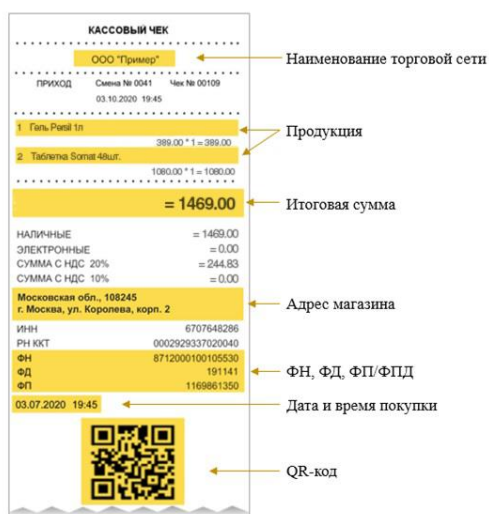 КАССОВЫЙ ЧЕК
ООО "Пример"
Наименование торговой сети
ПРИХОД Смена № 0041 Чек № 00109
03.10.2020 19:45
1 Гель Persil 1л
Продукция
389.00 * 1 = 389.00
2 Таблетка Somat 48шт.
1080.00 * 1 = 1080.00
= 1469.00
Итоговая сумма
НАЛИЧНЫЕ = 1469.00
ЭЛЕКТРОННЫЕ = 0.00
СУММА С НДС 20% = 244.83
СУММА С НДС 10% = 0.00
Московская обл., 108245
г. Москва, ул. Королева, корп. 2
Адрес магазина
ИНН 6707648286
РН ККТ 0002929337020040
ФН 8712000100105530
ФД 191141
ФН, ФД, ФП/ФПД
ФП 1169861350
03.07.2020 19:45
Дата и время покупки
QR-код